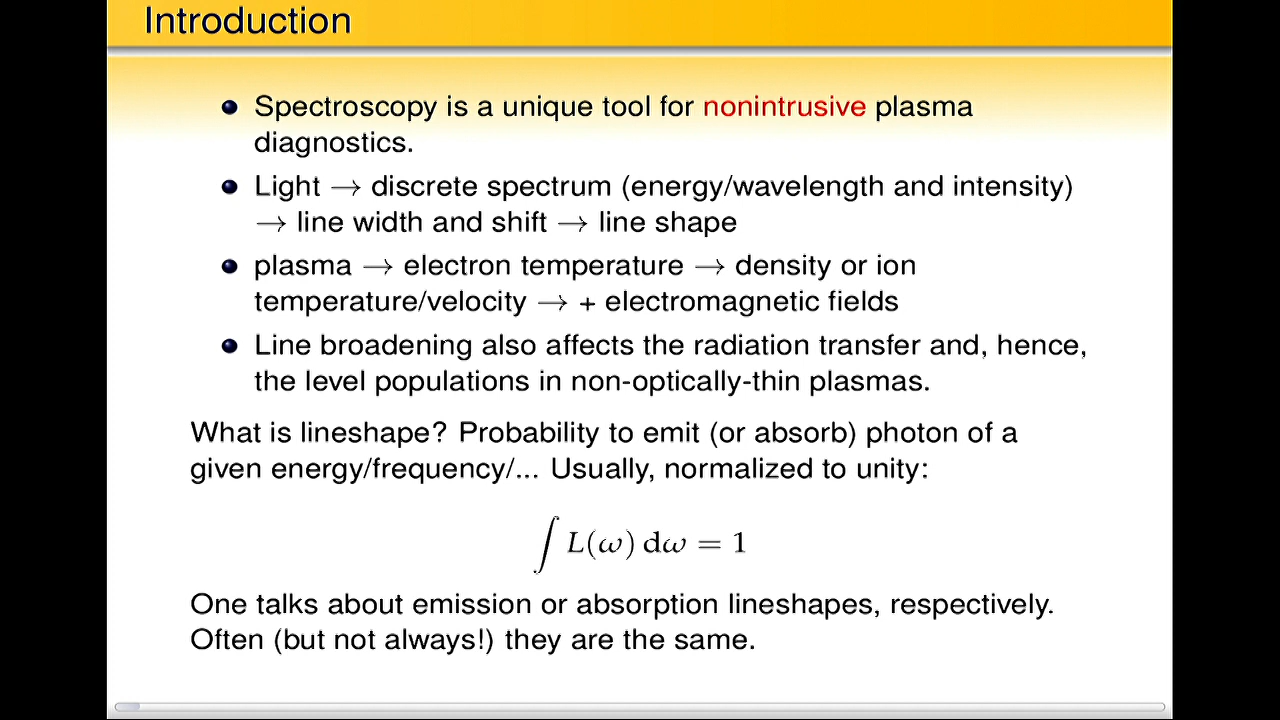 Introduction
Spectroscopy is a unique tool for nonintrusive plasma
diagnostics.
Light → discrete spectrum (energy/wavelength and intensity)
→ line width and shift → line shape
plasma → electron temperature → density or ion
temperature/velocity → + electromagnetic fields
Line broadening also affects the radiation transfer and, hence,
the level populations in non-optically-thin plasmas.
What is lineshape? Probability to emit (or absorb) photon of a
given energy/frequency/... Usually, normalized to unity:
∫ L(ω) dω = 1
One talks about emission or absorption lineshapes, respectively.
Often (but not always!) they are the same.